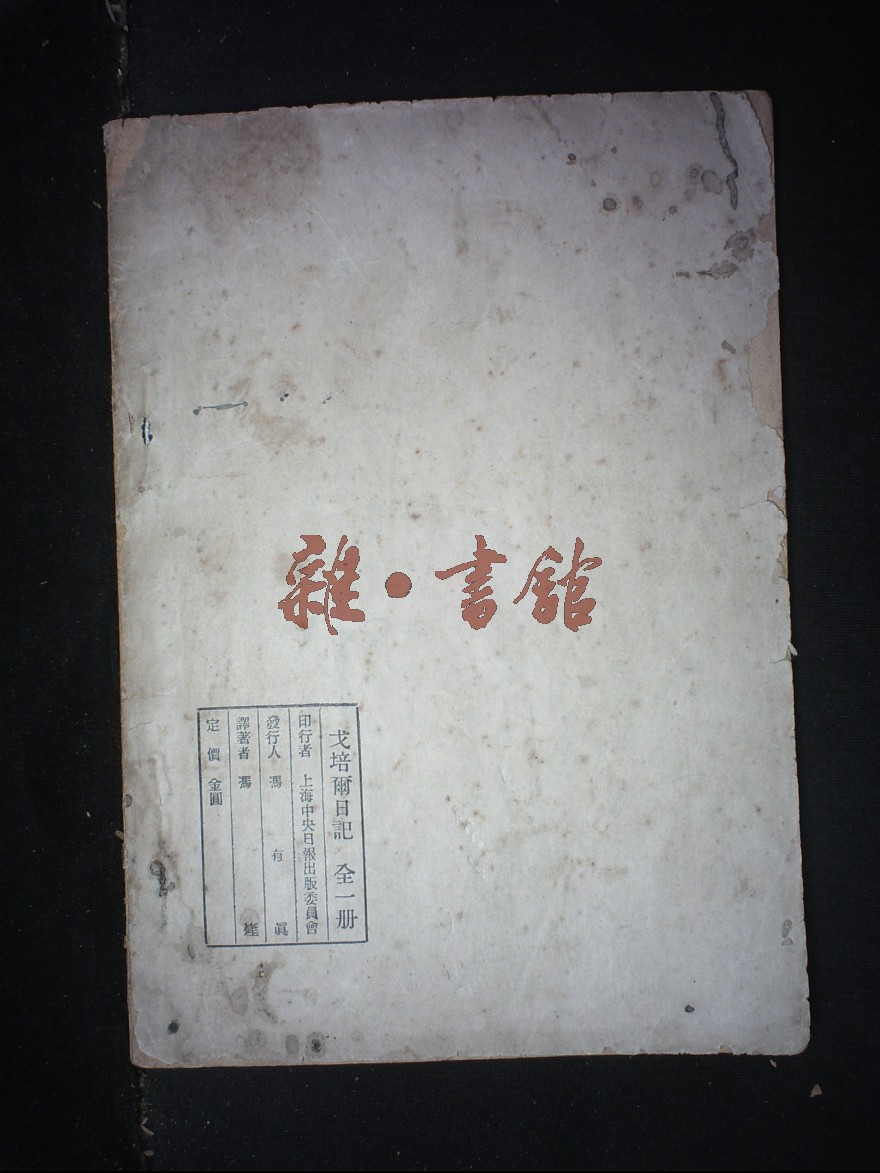 雜•書館
戈培爾日記 全一册
印行者 上海中央日報出版委員會
發行人 馮有眞
譯著者 馮
定價 金圓